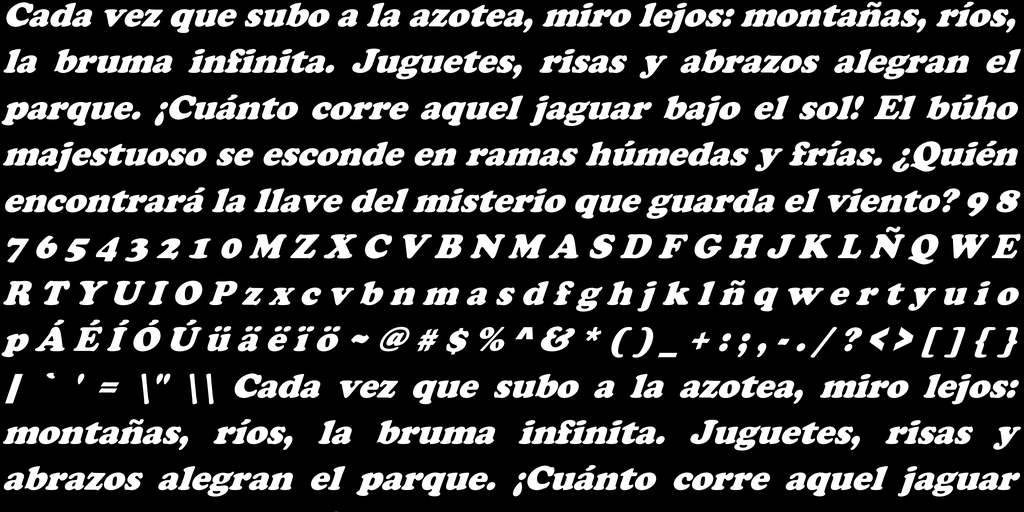 Cada vez que subo a la azotea, miro lejos: montañas, ríos,
la bruma infinita. Juguetes, risas y abrazos alegran el
parque. ¡Cuánto corre aquel jaguar bajo el sol! El búho
majestuoso se esconde en ramas húmedas y frías. ¿Quién
encontrará la llave del misterio que guarda el viento? 9 8
7 6 5 4 3 2 1 0 M Z X C V B N M A S D F G H J K L Ñ Q W E
R T Y U I O P z x c v b n m a s d f g h j k l ñ q w e r t y u i o
p Á É Í Ó Ú ü ä ë ï ö ~ @ # $ % ^ & * ( ) _ + : ; , - . / ? < > [ ] { }
| ` ' = \" \\ Cada vez que subo a la azotea, miro lejos:
montañas, ríos, la bruma infinita. Juguetes, risas y
abrazos alegran el parque. ¡Cuánto corre aquel jaguar